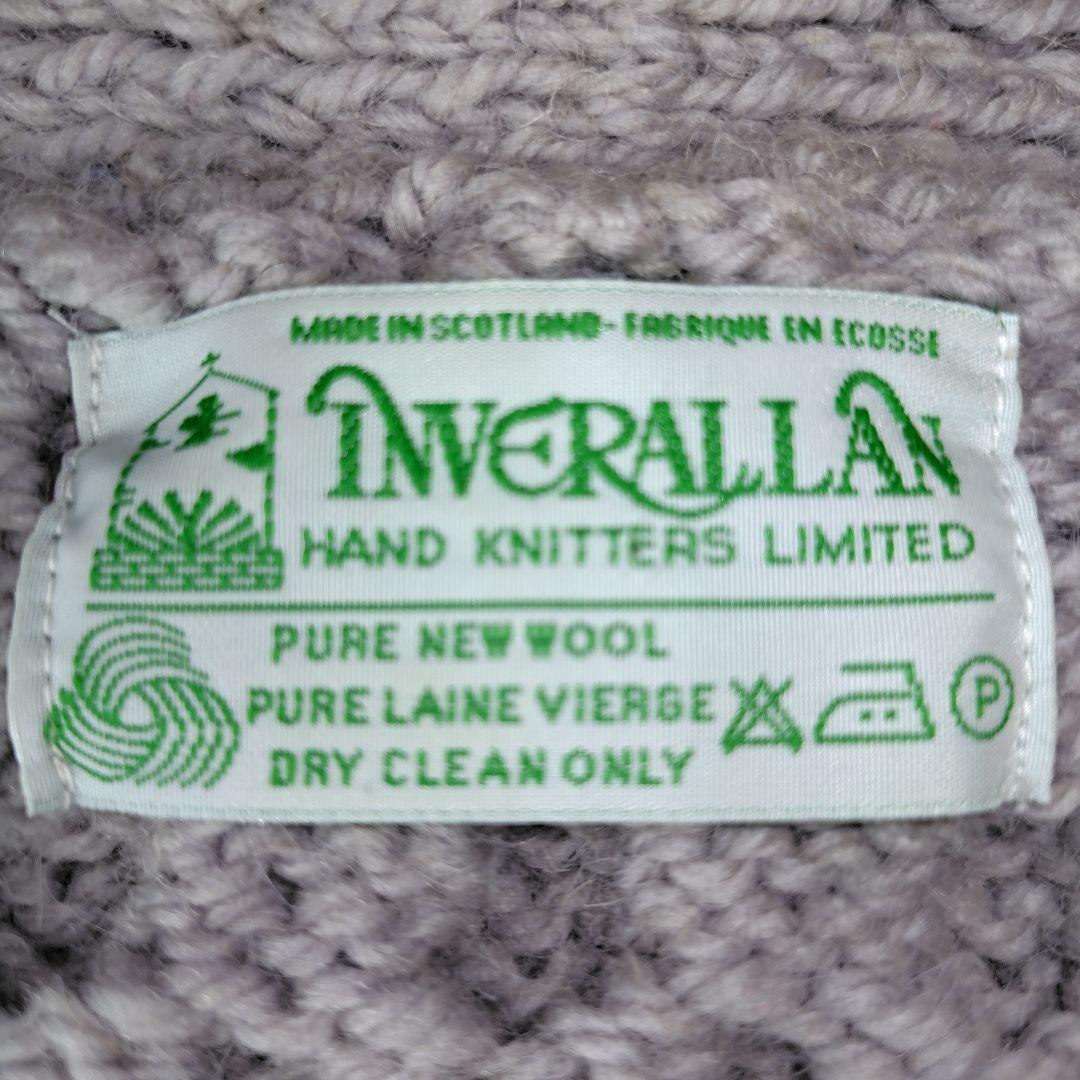 MADE IN SCOTLAND - FABRIQUE EN ECOSSE
INVERALLAN
HAND KNITTERS LIMITED
PURE NEW WOOL
PURE LAINE VIERGE
DRY CLEAN ONLY
P